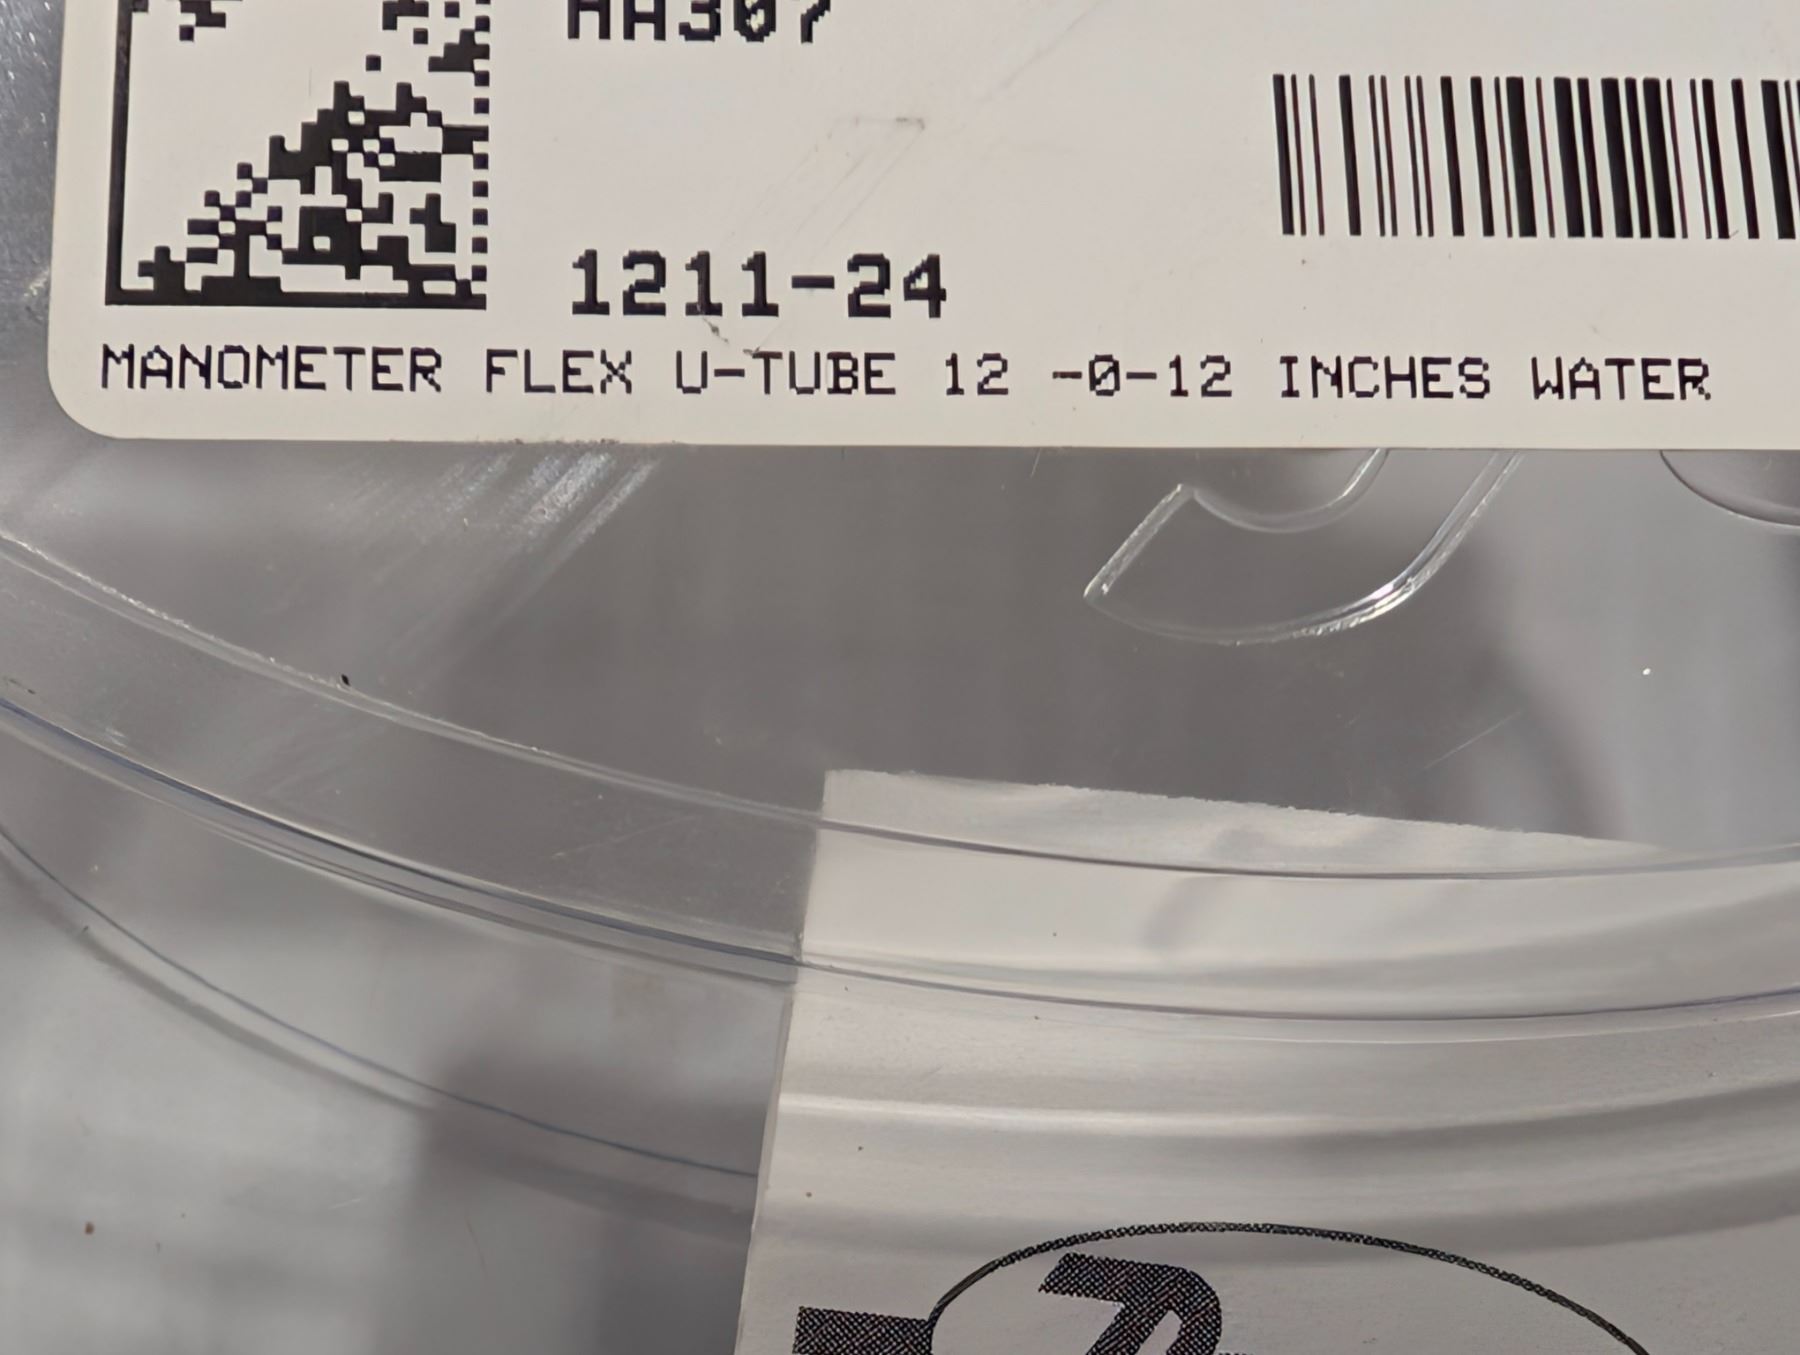 AA307
1211-24
MANOMETER FLEX U-TUBE 12 -0-12 INCHES WATER